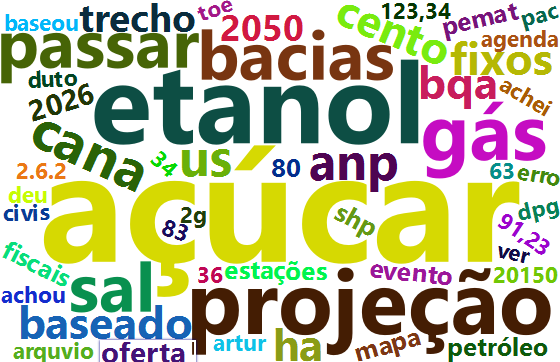 baseou trecho toe 2050 cento 123,34 pemat pac
passar bacias fixos agenda
duto etanol bqa achei
2026 gás
cana 34 us 80 anp 63 erro
2.6.2 açúcar dpg
deu 2g shp 91,23
civis 83 ver
fiscais sal 36 estações evento 20150
achou projeção
baseado
arquvio oferta artur ha mapa petróleo